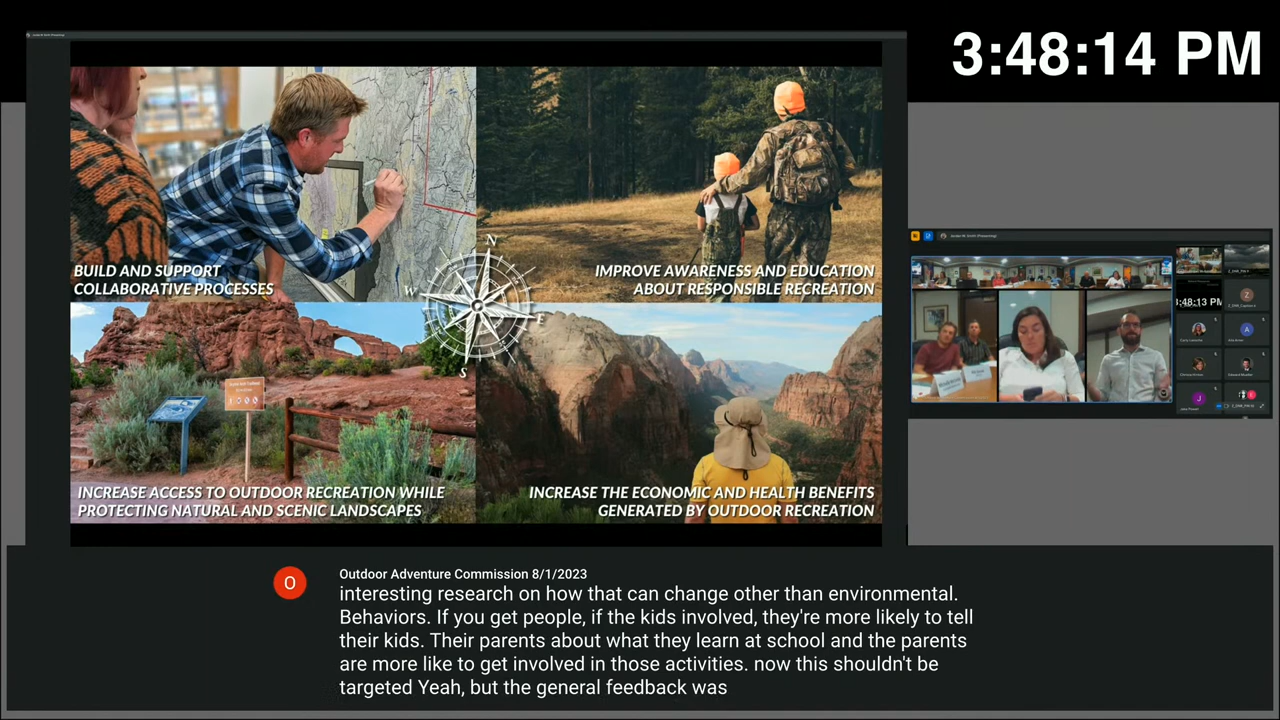 3:48:14 PM
BUILD AND SUPPORT
COLLABORATIVE PROCESSES
IMPROVE AWARENESS AND EDUCATION
ABOUT RESPONSIBLE RECREATION
N
W
E
S
INCREASE ACCESS TO OUTDOOR RECREATION WHILE
PROTECTING NATURAL AND SCENIC LANDSCAPES
INCREASE THE ECONOMIC AND HEALTH BENEFITS
GENERATED BY OUTDOOR RECREATION
:48:13 PM
Z
A
J
E
O
Outdoor Adventure Commission 8/1/2023
interesting research on how that can change other than environmental.
Behaviors. If you get people, if the kids involved, they're more likely to tell
their kids. Their parents about what they learn at school and the parents
are more like to get involved in those activities. now this shouldn't be
targeted Yeah, but the general feedback was